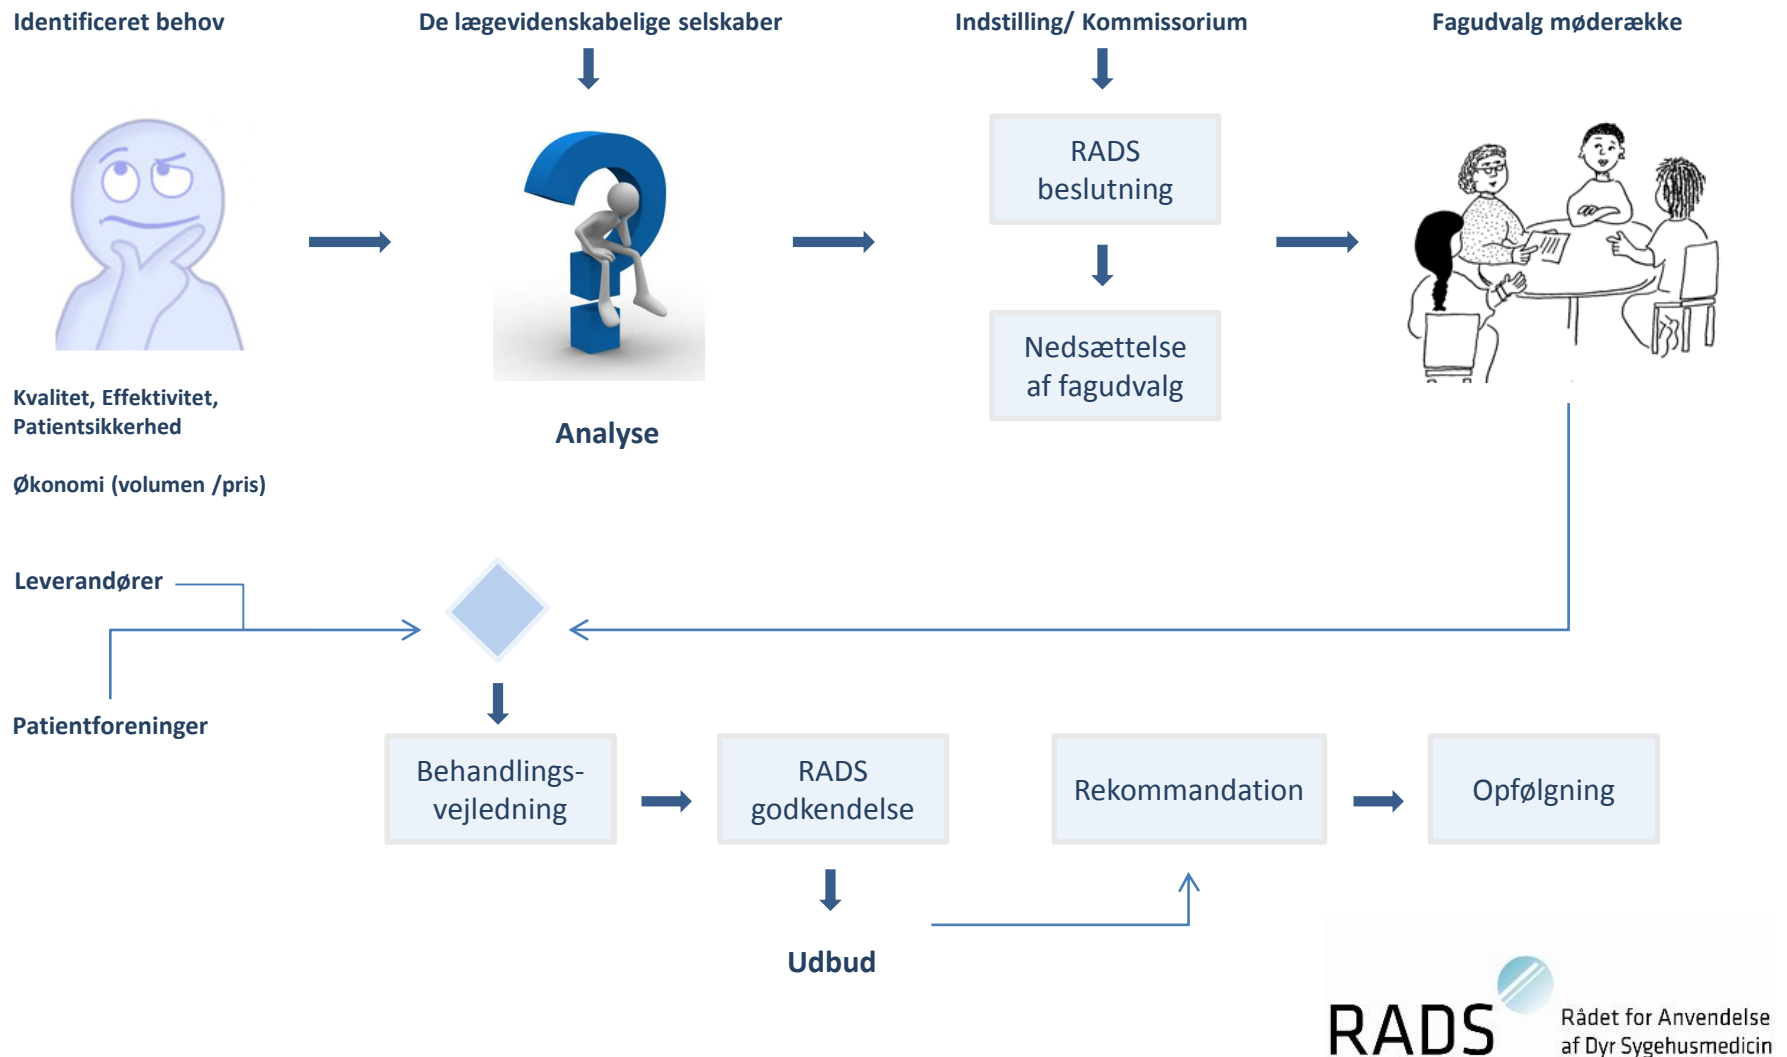 Identificeret behov
De lægevidenskabelige selskaber
Indstilling/ Kommissorium
Fagudvalg møderække
RADS
beslutning
Nedsættelse
af fagudvalg
Kvalitet, Effektivitet,
Patientsikkerhed
Analyse
Økonomi (volumen /pris)
Leverandører
Patientforeninger
Behandlings-
vejledning
RADS
godkendelse
Rekommandation
Opfølgning
Udbud
RADS
Rådet for Anvendelse
af Dyr Sygehusmedicin